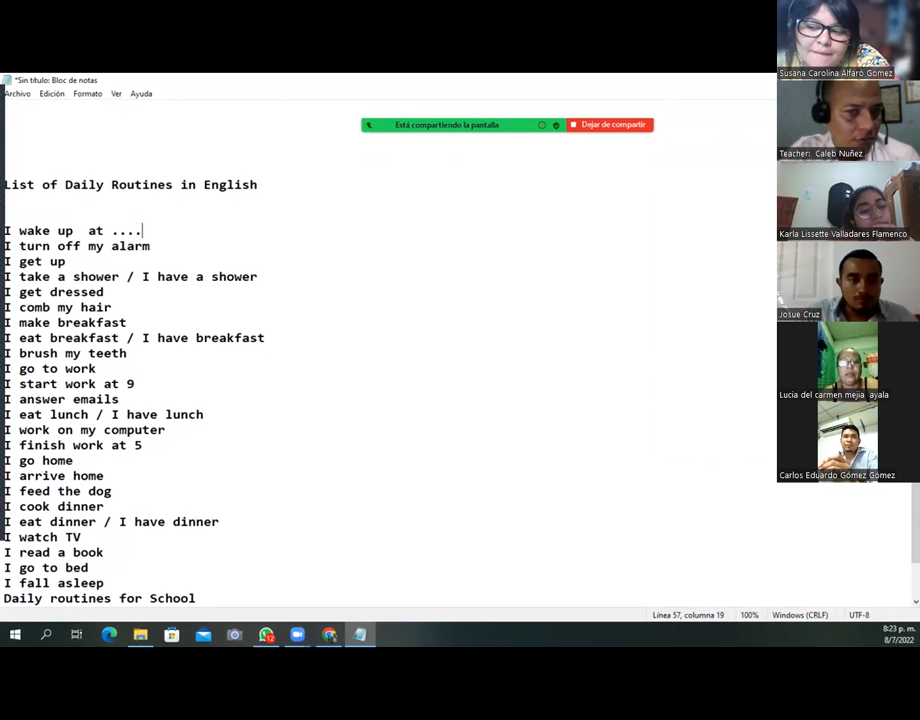 *Sin título: Bloc de notas
Archivo Edición Formato Ver Ayuda
Está compartiendo la pantalla Dejar de compartir
List of Daily Routines in English
I wake up  at ....
I turn off my alarm
I get up
I take a shower / I have a shower
I get dressed
I comb my hair
I make breakfast
I eat breakfast / I have breakfast
I brush my teeth
I go to work
I start work at 9
I answer emails
I eat lunch / I have lunch
I work on my computer
I finish work at 5
I go home
I arrive home
I feed the dog
I cook dinner
I eat dinner / I have dinner
I watch TV
I read a book
I go to bed
I fall asleep
Daily routines for School
Línea 57, columna 19 100% Windows (CRLF) UTF-8
12
8:23 p. m.
8/7/2022
Susana Carolina Alfaro Gomez
Teacher: Caleb Nuñez
Karla Lissette Valladares Flamenco
Josue Cruz
Lucia del carmen mejia ayala
Carlos Eduardo Gómez Gómez